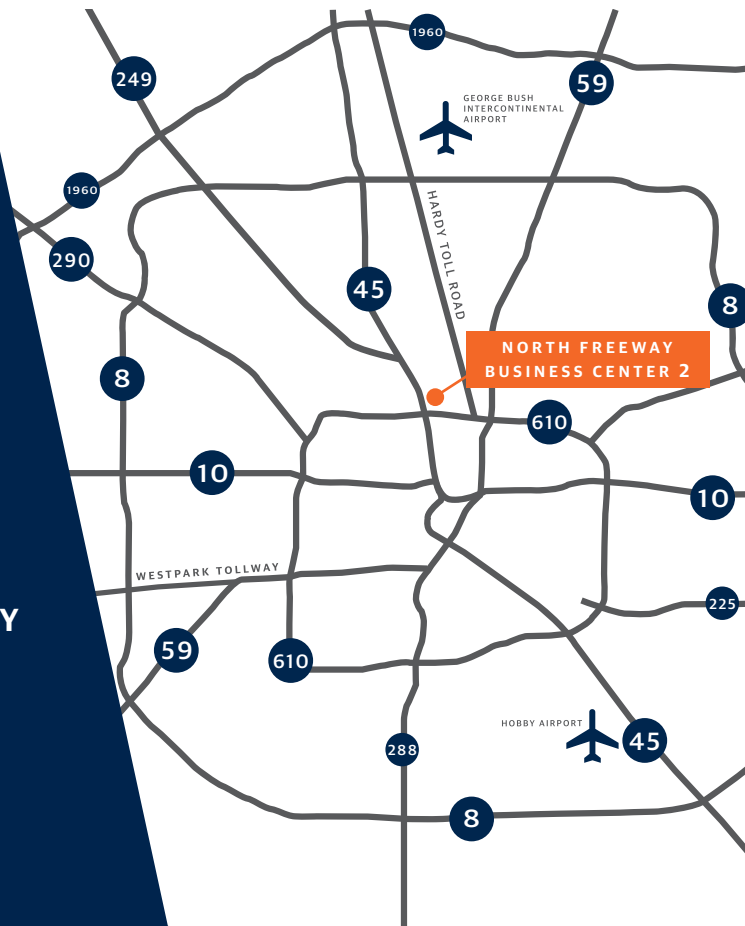 1960
249
59
GEORGE BUSH
INTERCONTINENTAL
AIRPORT
1960
HARDY TOLL ROAD
290
45
8
NORTH FREEWAY
BUSINESS CENTER 2
8
610
10
10
WESTPARK TOLLWAY
225
Y
59
610
HOBBY AIRPORT
45
288
8